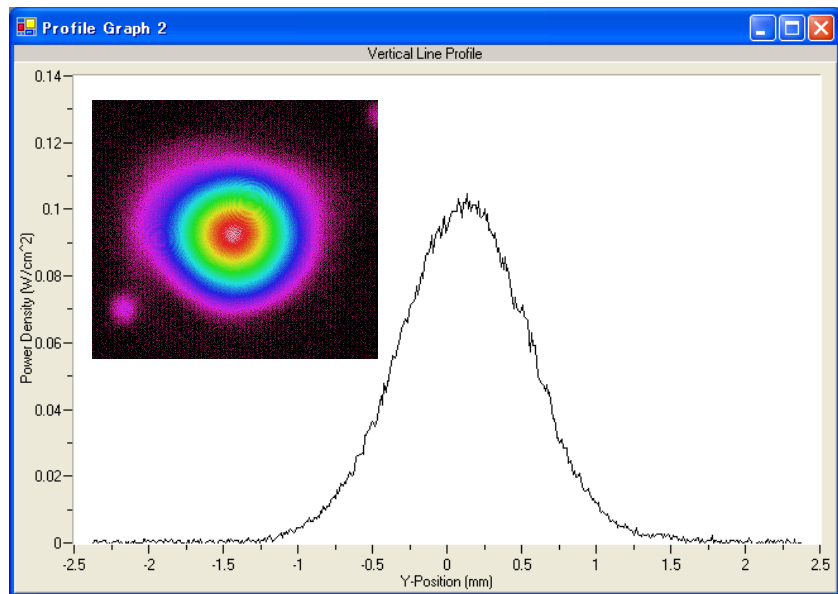 Profile Graph 2
Vertical Line Profile
0.14
0.12
0.1
0.08
0.06
0.04
0.02
0
Power Density (W/cm^2)
-2.5 -2 -1.5 -1 -0.5 0 0.5 1 1.5 2 2.5
Y-Position (mm)